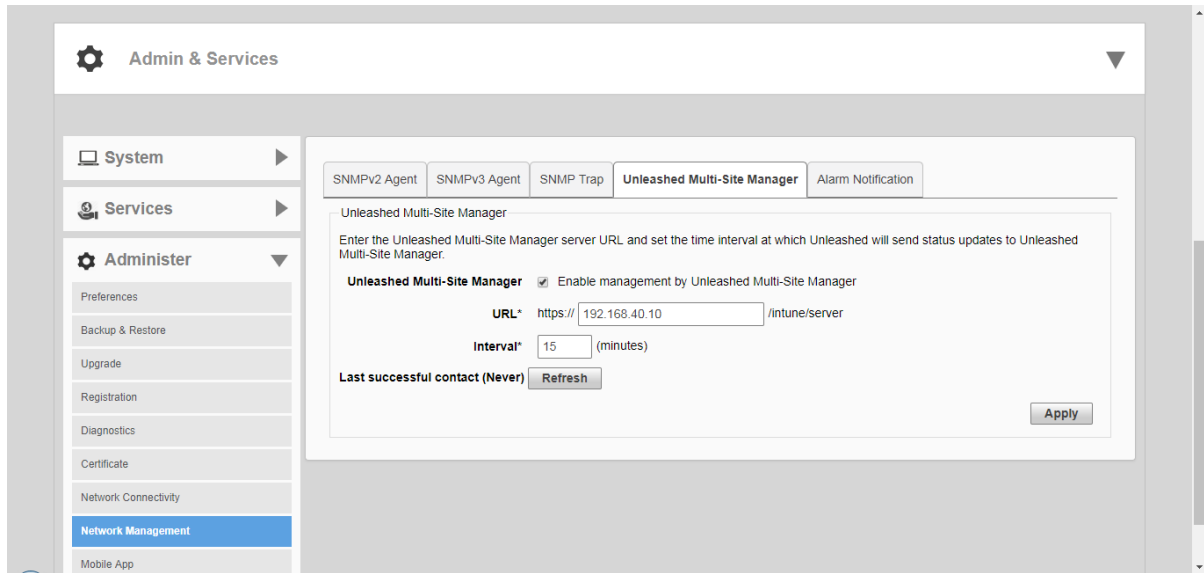 Admin & Services
System
Services
Administer
Preferences
Backup & Restore
Upgrade
Registration
Diagnostics
Certificate
Network Connectivity
Network Management
Mobile App
SNMPv2 Agent SNMPv3 Agent SNMP Trap Unleashed Multi-Site Manager Alarm Notification
Unleashed Multi-Site Manager
Enter the Unleashed Multi-Site Manager server URL and set the time interval at which Unleashed will send status updates to Unleashed
Multi-Site Manager.
Unleashed Multi-Site Manager Enable management by Unleashed Multi-Site Manager
URL* https:// 192.168.40.10 /intune/server
Interval* 15 (minutes)
Last successful contact (Never) Refresh
Apply